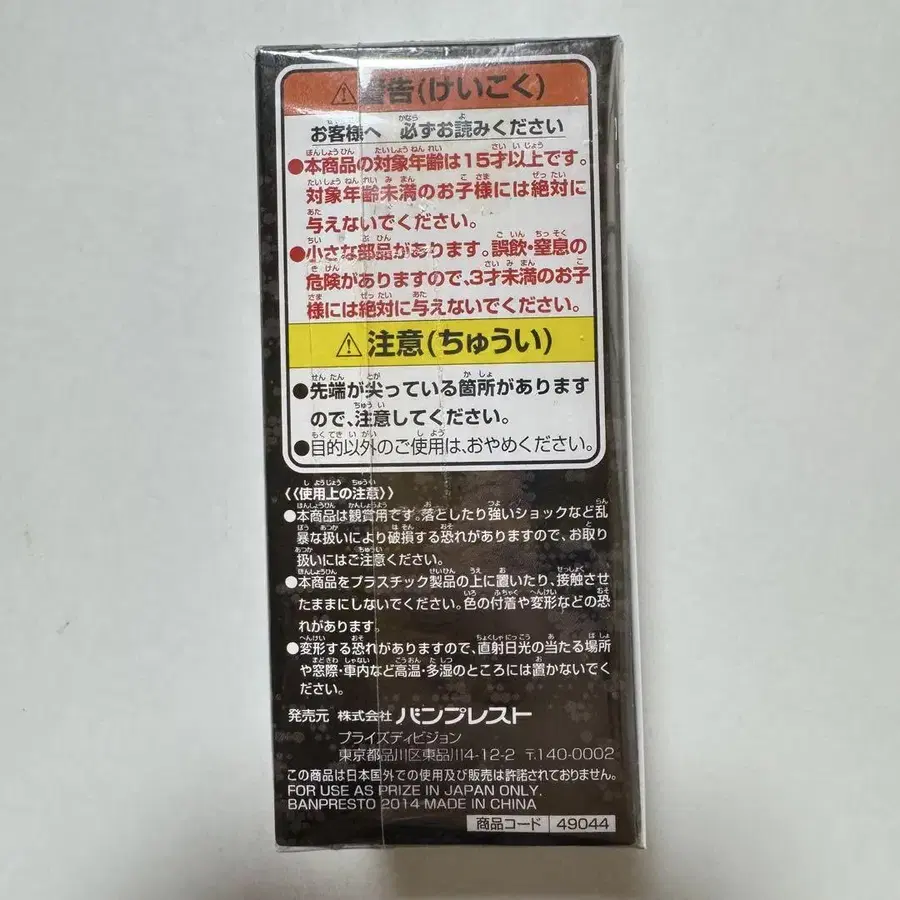 ⚠警告(けいこく)
お客様へ 必ずお読みください
●本商品の対象年齢は15才以上です。
対象年齢未満のお子様には絶対に
与えないでください。
●小さな部品があります。誤飲・窒息の
危険がありますので、3才未満のお子
様には絶対に与えないでください。
⚠注意(ちゅうい)
●先端が尖っている箇所があります
ので、注意してください。
●目的以外のご使用は、おやめください。
《使用上の注意》
●本商品は観賞用です。落としたり強いショックなど乱
暴な扱いにより破損する恐れがありますので、お取り
扱いにはご注意ください。
●本商品をプラスチック製品の上に置いたり、接触させ
たままにしないでください。色の付着や変形などの恐
れがあります。
●変形する恐れがありますので、直射日光の当たる場所
や窓際・車内など高温・多湿のところには置かないでく
ださい。
発売元 株式会社 バンプレスト
プライズディビジョン
東京都品川区東品川4-12-2 〒140-0002
この商品は日本国外での使用及び販売は許諾されておりません。
FOR USE AS PRIZE IN JAPAN ONLY.
BANPRESTO 2014 MADE IN CHINA
商品コード 49044